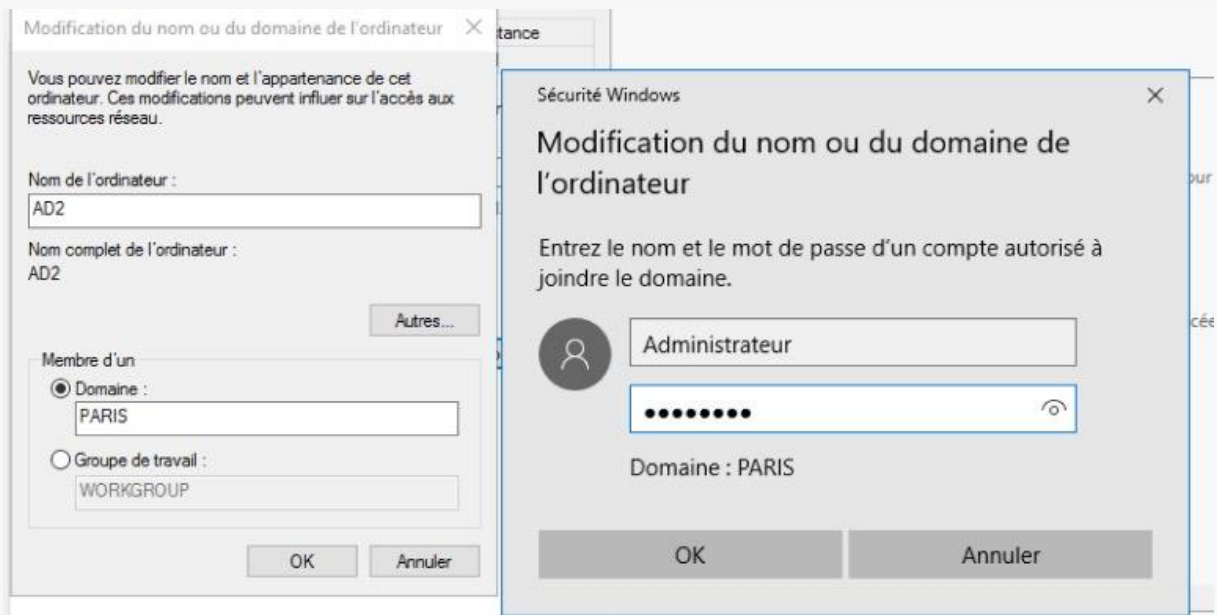 Modification du nom ou du domaine de l'ordinateur
Vous pouvez modifier le nom et l'appartenance de cet
ordinateur. Ces modifications peuvent influer sur l'accès aux
ressources réseau.
Nom de l'ordinateur :
AD2
Nom complet de l'ordinateur :
AD2
Autres...
Membre d'un
Domaine :
PARIS
Groupe de travail :
WORKGROUP
OK
Annuler
tance
Sécurité Windows
Modification du nom ou du domaine de
l'ordinateur
Entrez le nom et le mot de passe d'un compte autorisé à
joindre le domaine.
Administrateur
●●●●●●●●
Domaine : PARIS
OK
Annuler